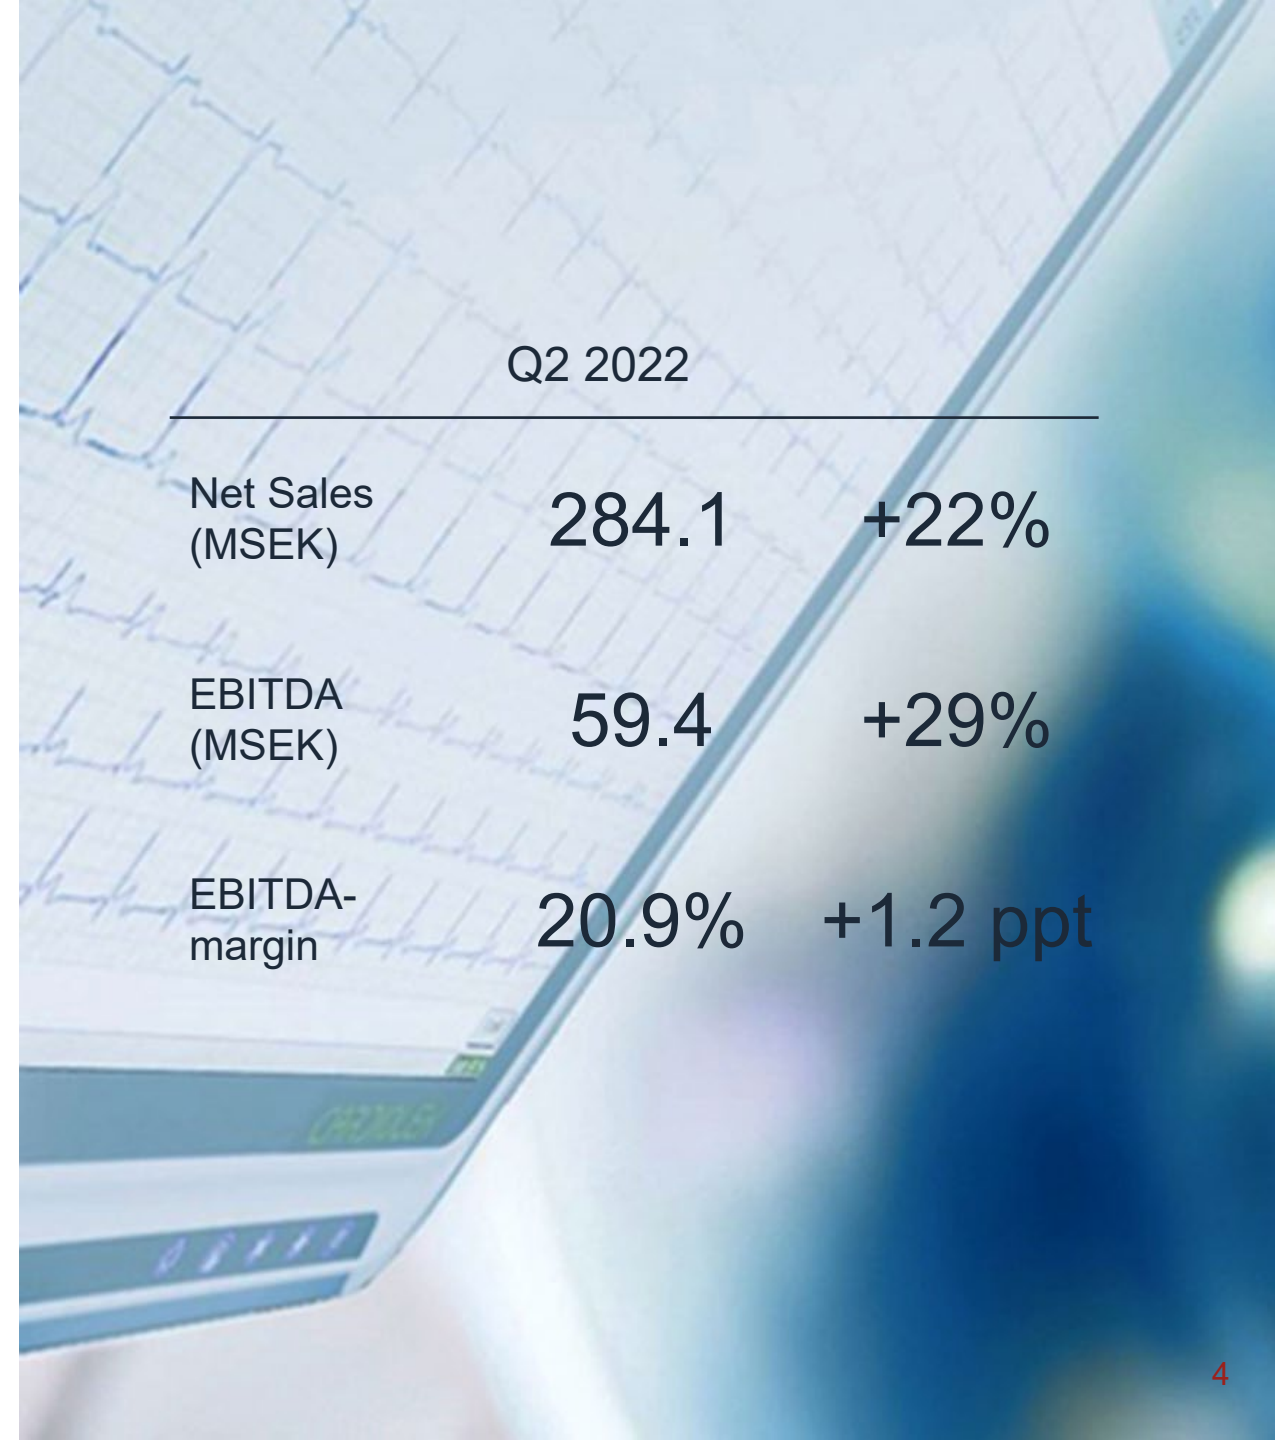 Q2 2022
Net Sales
(MSEK)
284.1
+22%
EBITDA
(MSEK)
59.4
+29%
EBITDA-
margin
20.9%
+1.2 ppt
4